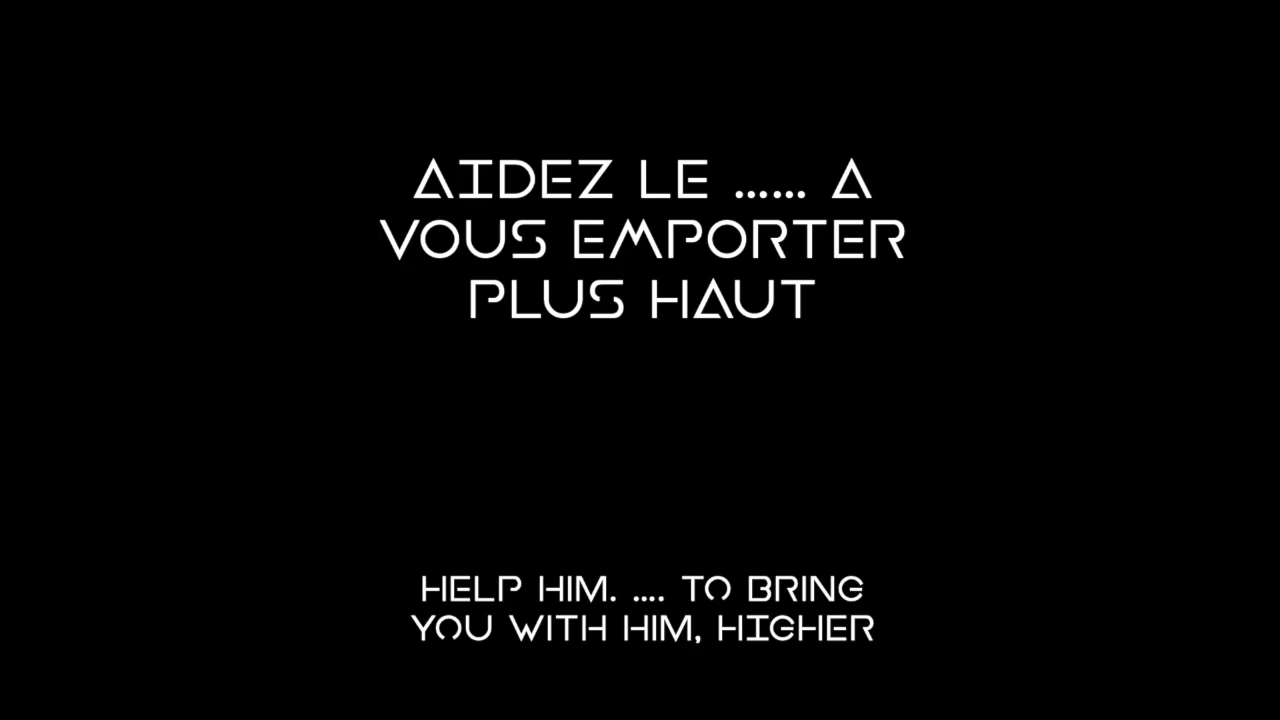 AIDEZ LE ...... A
VOUS EMPORTER
PLUS HAUT
HELP HIM. .... TO BRING
YOU WITH HIM, HIGHER